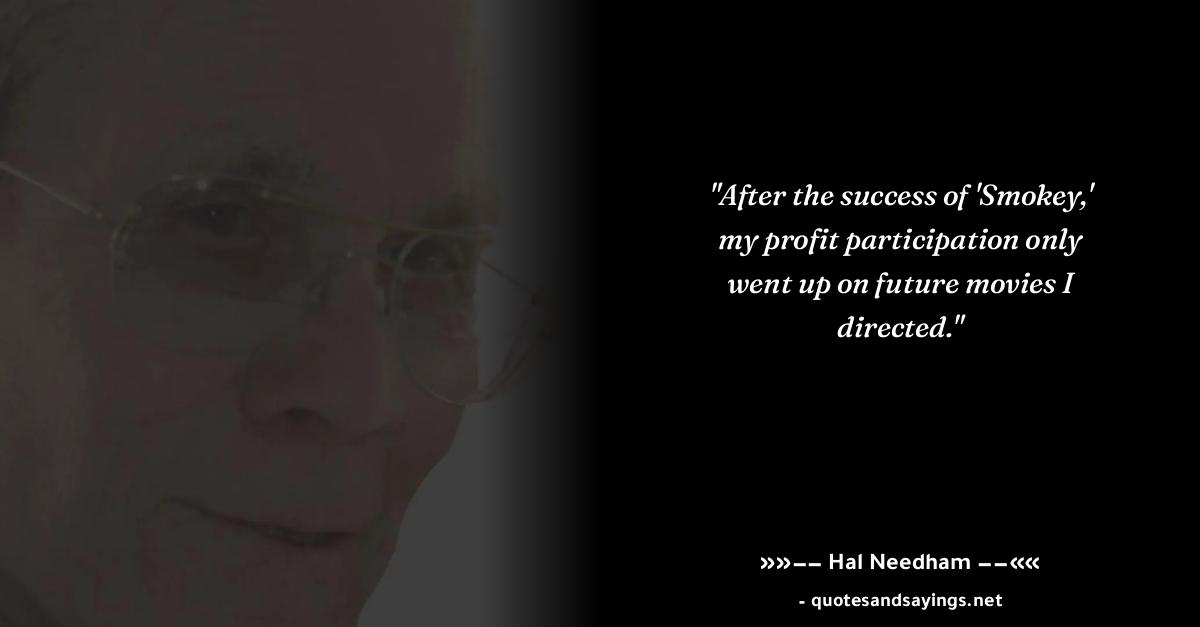 "After the success of 'Smokey,'
my profit participation only
went up on future movies I
directed."
»»−− Hal Needham −−««
- quotesandsayings.net